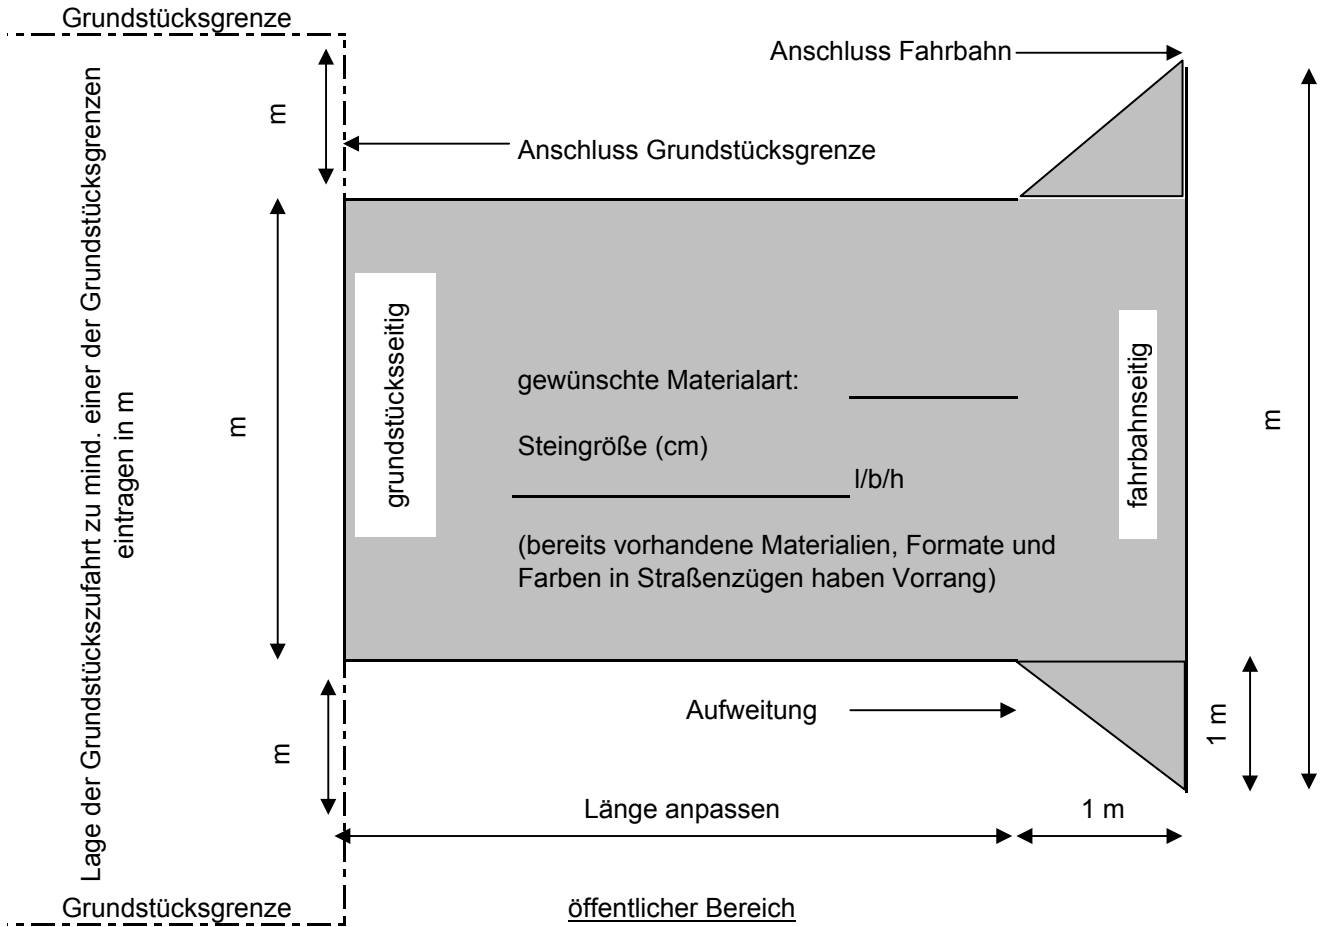 Grundstücksgrenze
Anschluss Fahrbahn
m
Anschluss Grundstücksgrenze
Lage der Grundstückszufahrt zu mind. einer der Grundstücksgrenzen
eintragen in m
m
grundstücksseitig
gewünschte Materialart:
Steingröße (cm)
l/b/h
(bereits vorhandene Materialien, Formate und
Farben in Straßenzügen haben Vorrang)
fahrbahnseitig
m
m
Aufweitung
1 m
Länge anpassen
1 m
Grundstücksgrenze
öffentlicher Bereich